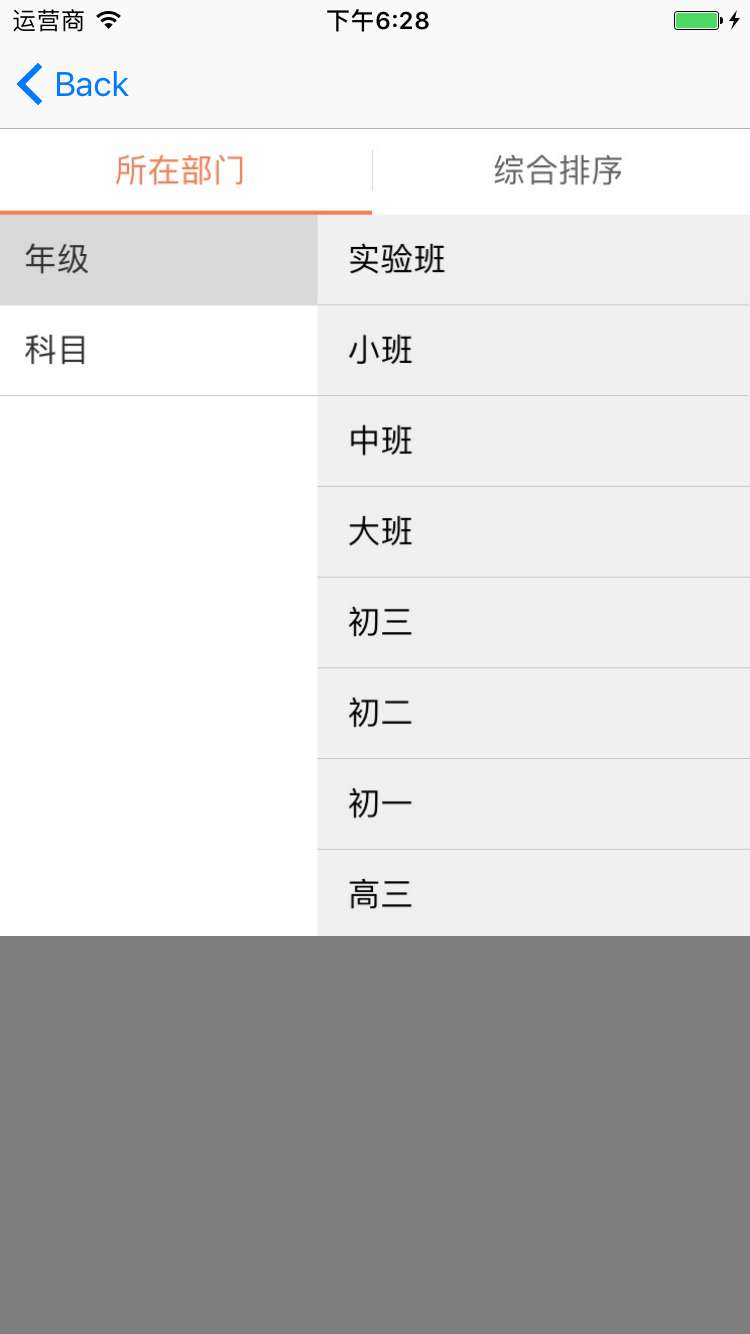 运营商 下午6:28
Back
所在部门 综合排序
年级 实验班
科目 小班
中班
大班
初三
初二
初一
高三